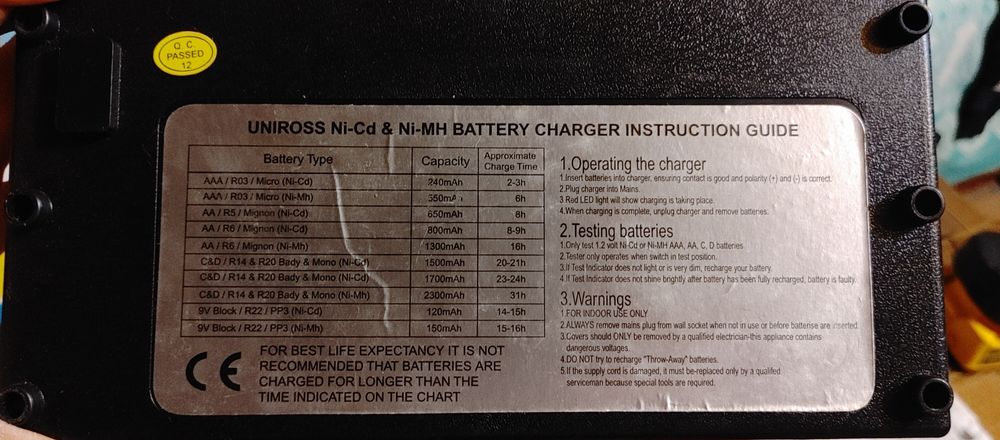 Q. C.
PASSED
12
UNIROSS Ni-Cd & Ni-MH BATTERY CHARGER INSTRUCTION GUIDE
Battery Type Capacity Approximate Charge Time
AAA / R03 / Micro (Ni-Cd) 240mAh 2-3h
AAA / R03 / Micro (Ni-Mh) 550mA 6h
AA / R5 / Mignon (Ni-Cd) 650mAh 8h
AA / R6 / Mignon (Ni-Cd) 800mAh 8-9h
AA / R6 / Mignon (Ni-Mh) 1300mAh 16h
C&D / R14 & R20 Bady & Mono (Ni-Cd) 1500mAh 20-21h
C&D / R14 & R20 Bady & Mono (Ni-Cd) 1700mAh 23-24h
C&D / R14 & R20 Bady & Mono (Ni-Mh) 2300mAh 31h
9V Block / R22 / PP3 (Ni-Cd) 120mAh 14-15h
9V Block / R22 / PP3 (Ni-Mh) 150mAh 15-16h
CE
FOR BEST LIFE EXPECTANCY IT IS NOT
RECOMMENDED THAT BATTERIES ARE
CHARGED FOR LONGER THAN THE
TIME INDICATED ON THE CHART
1.Operating the charger
1.Insert batteries into charger, ensuring contact is good and polarity (+) and (-) is correct.
2.Plug charger into Mains.
3 Red LED light will show charging is taking place.
4.When charging is complete, unplug charger and remove batteries.
2.Testing batteries
1.Only test 1.2 volt Ni-Cd or Ni-MH AAA, AA, C, D batteries.
2.Tester only operates when switch in test position.
3.If Test Indicator does not light or is very dim, recharge your battery.
4.If Test Indicator does not shine brightly after battery has been fully recharged, battery is faulty.
3.Warnings
1.FOR INDOOR USE ONLY
2.ALWAYS remove mains plug from wall socket when not in use or before batterise are inserted.
3.Covers should ONLY be removed by a qualified electrician-this appliance contains
dangerous voltages.
4.DO NOT try to recharge "Throw-Away" batteries.
5.If the supply cord is damaged, it must be-replaced only by a qualifed
serviceman because special tools are required.